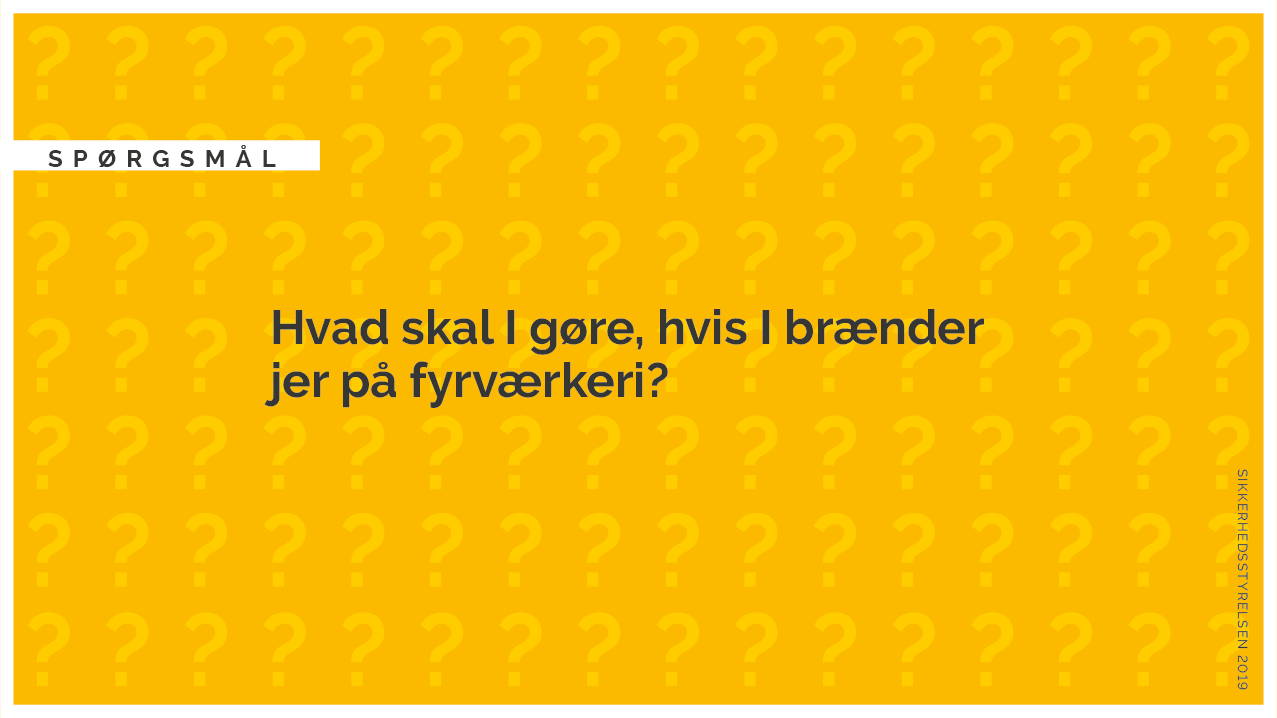 SPØRGSMÅL
Hvad skal I gøre, hvis I brænder
jer på fyrværkeri?
SIKKERHEDSSTYRELSEN 2019